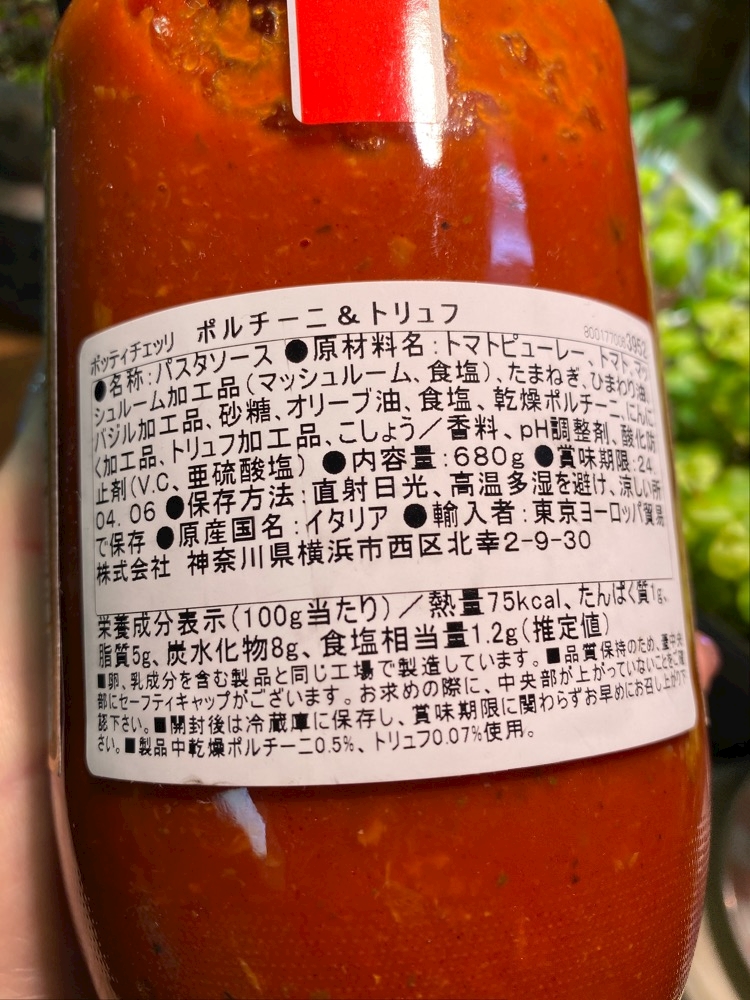 ボッティチェッリ ポルチーニ&トリュフ
8001770083952
●名称:パスタソース ●原材料名:トマトピューレー、トマト、マッ
シュルーム加工品(マッシュルーム、食塩)、たまねぎ、ひまわり油、
バジル加工品、砂糖、オリーブ油、食塩、乾燥ポルチーニ、にんに
く加工品、トリュフ加工品、こしょう/香料、pH調整剤、酸化防
止剤(V.C、亜硫酸塩) ●内容量:680g ●賞味期限:24.
04.06 ●保存方法:直射日光、高温多湿を避け、涼しい所
で保存 ●原産国名:イタリア ●輸入者:東京ヨーロッパ貿易
株式会社 神奈川県横浜市西区北幸2-9-30
栄養成分表示(100g当たり)/熱量75kcal、たんぱく質1g、
脂質5g、炭水化物8g、食塩相当量1.2g(推定値)
■卵、乳成分を含む製品と同じ工場で製造しています。■品質保持のため、蓋中央
部にセーフティキャップがございます。お求めの際に、中央部が上がっていないことをご確
認下さい。■開封後は冷蔵庫に保存し、賞味期限に関わらずお早めにお召し上がり下
さい。■製品中乾燥ポルチーニ0.5%、トリュフ0.07%使用。